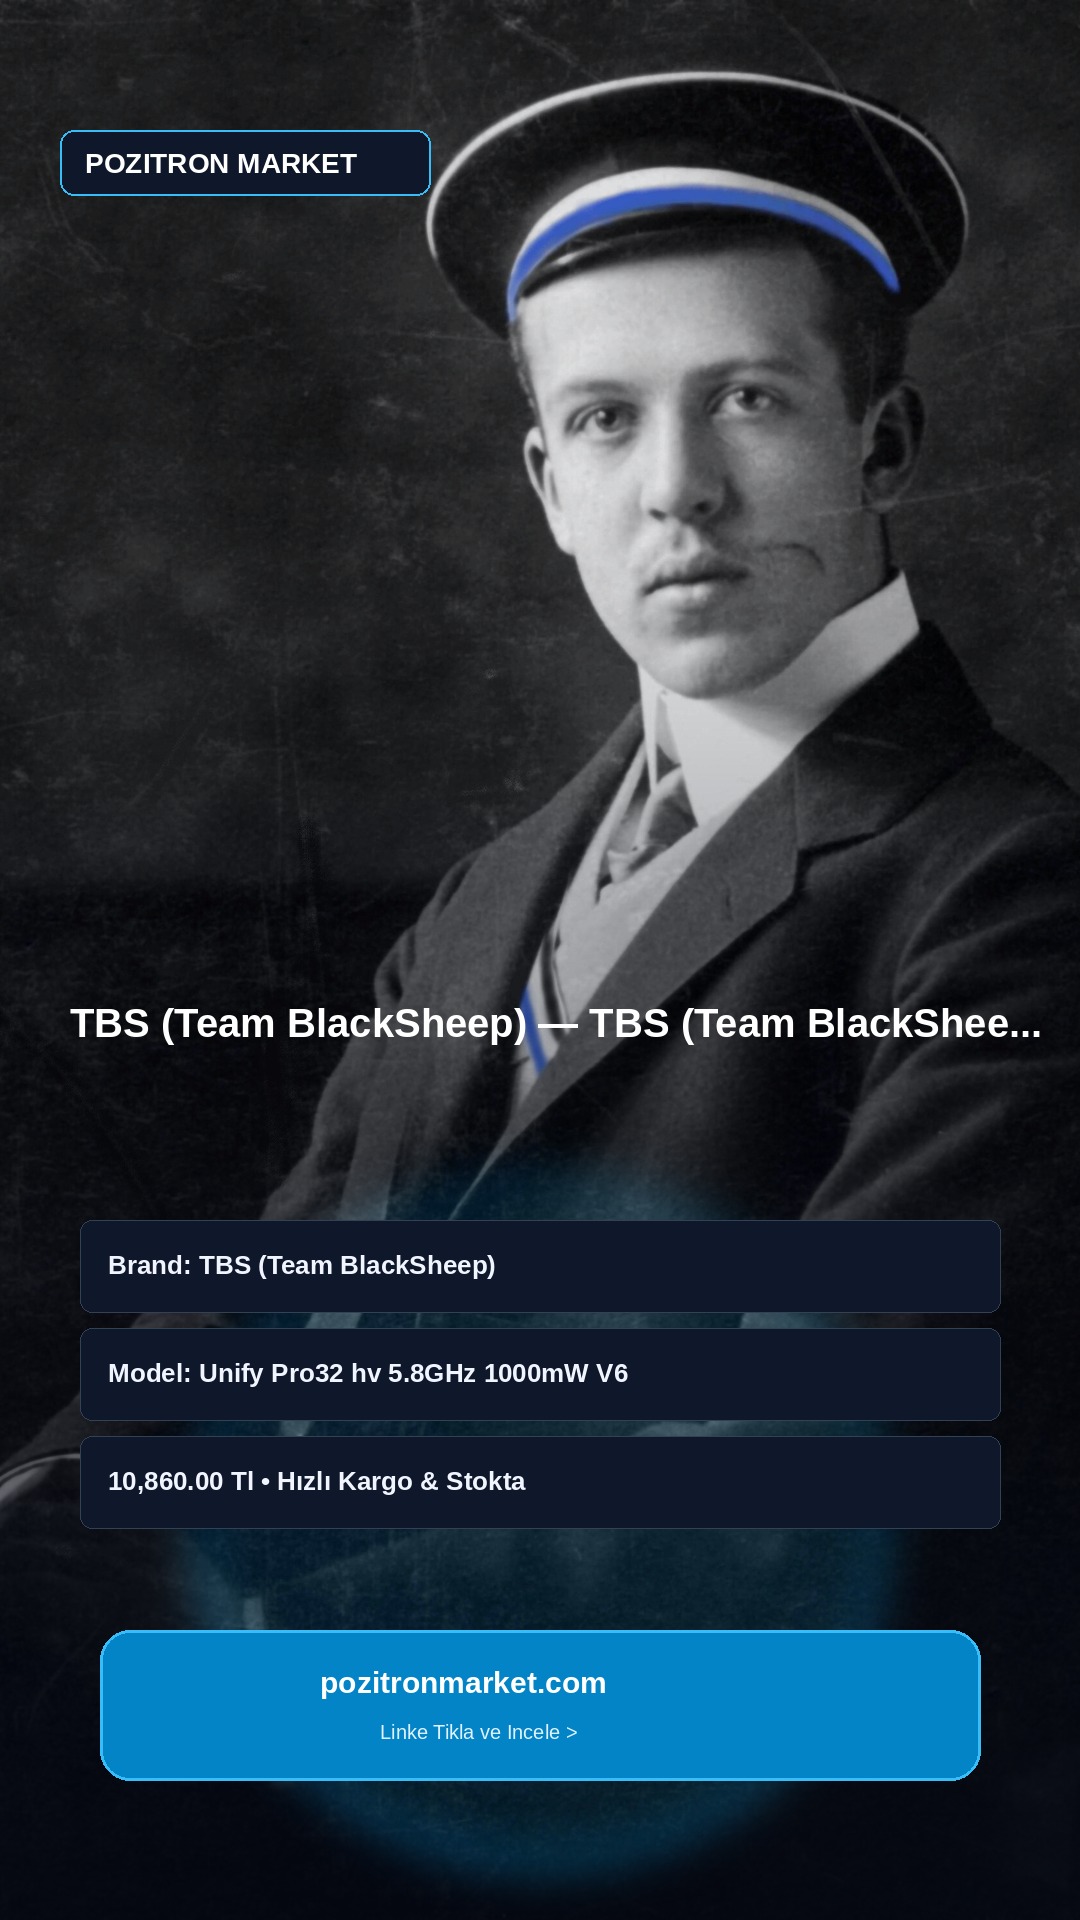 POZITRON MARKET
TBS (Team BlackSheep) — TBS (Team BlackShee...
Brand: TBS (Team BlackSheep)
Model: Unify Pro32 hv 5.8GHz 1000mW V6
10,860.00 Tl • Hızlı Kargo & Stokta
pozitronmarket.com
Linke Tikla ve Incele >